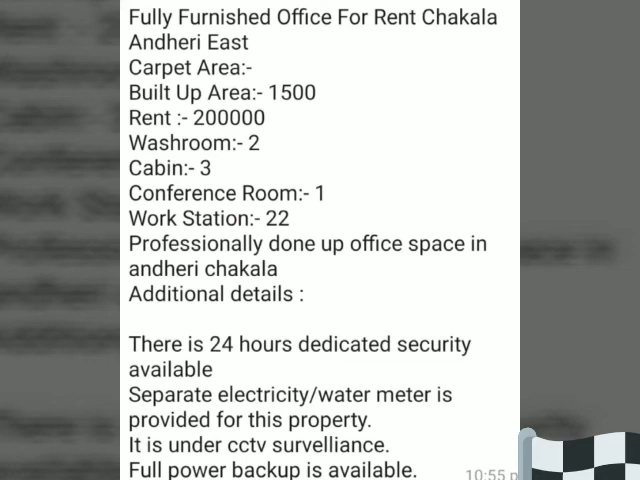 Fully Furnished Office For Rent Chakala
Andheri East
Carpet Area:-
Built Up Area:- 1500
Rent :- 200000
Washroom:- 2
Cabin:- 3
Conference Room:- 1
Work Station:- 22
Professionally done up office space in
andheri chakala
Additional details :
There is 24 hours dedicated security
available
Separate electricity/water meter is
provided for this property.
It is under cctv survelliance.
Full power backup is available.
10:55 p